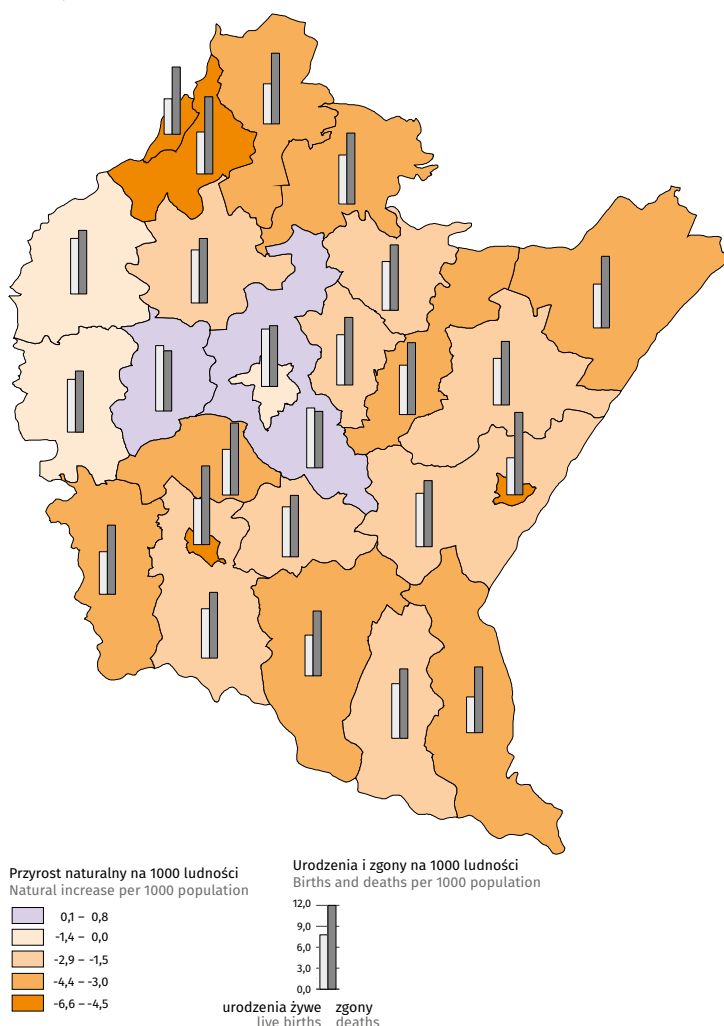 Przyrost naturalny na 1000 ludności
Natural increase per 1000 population
0,1 – 0,8
-1,4 – 0,0
-2,9 – -1,5
-4,4 – -3,0
-6,6 – -4,5
Urodzenia i zgony na 1000 ludności
Births and deaths per 1000 population
12,0
9,0
6,0
3,0
0,0
urodzenia żywe zgony
live births deaths